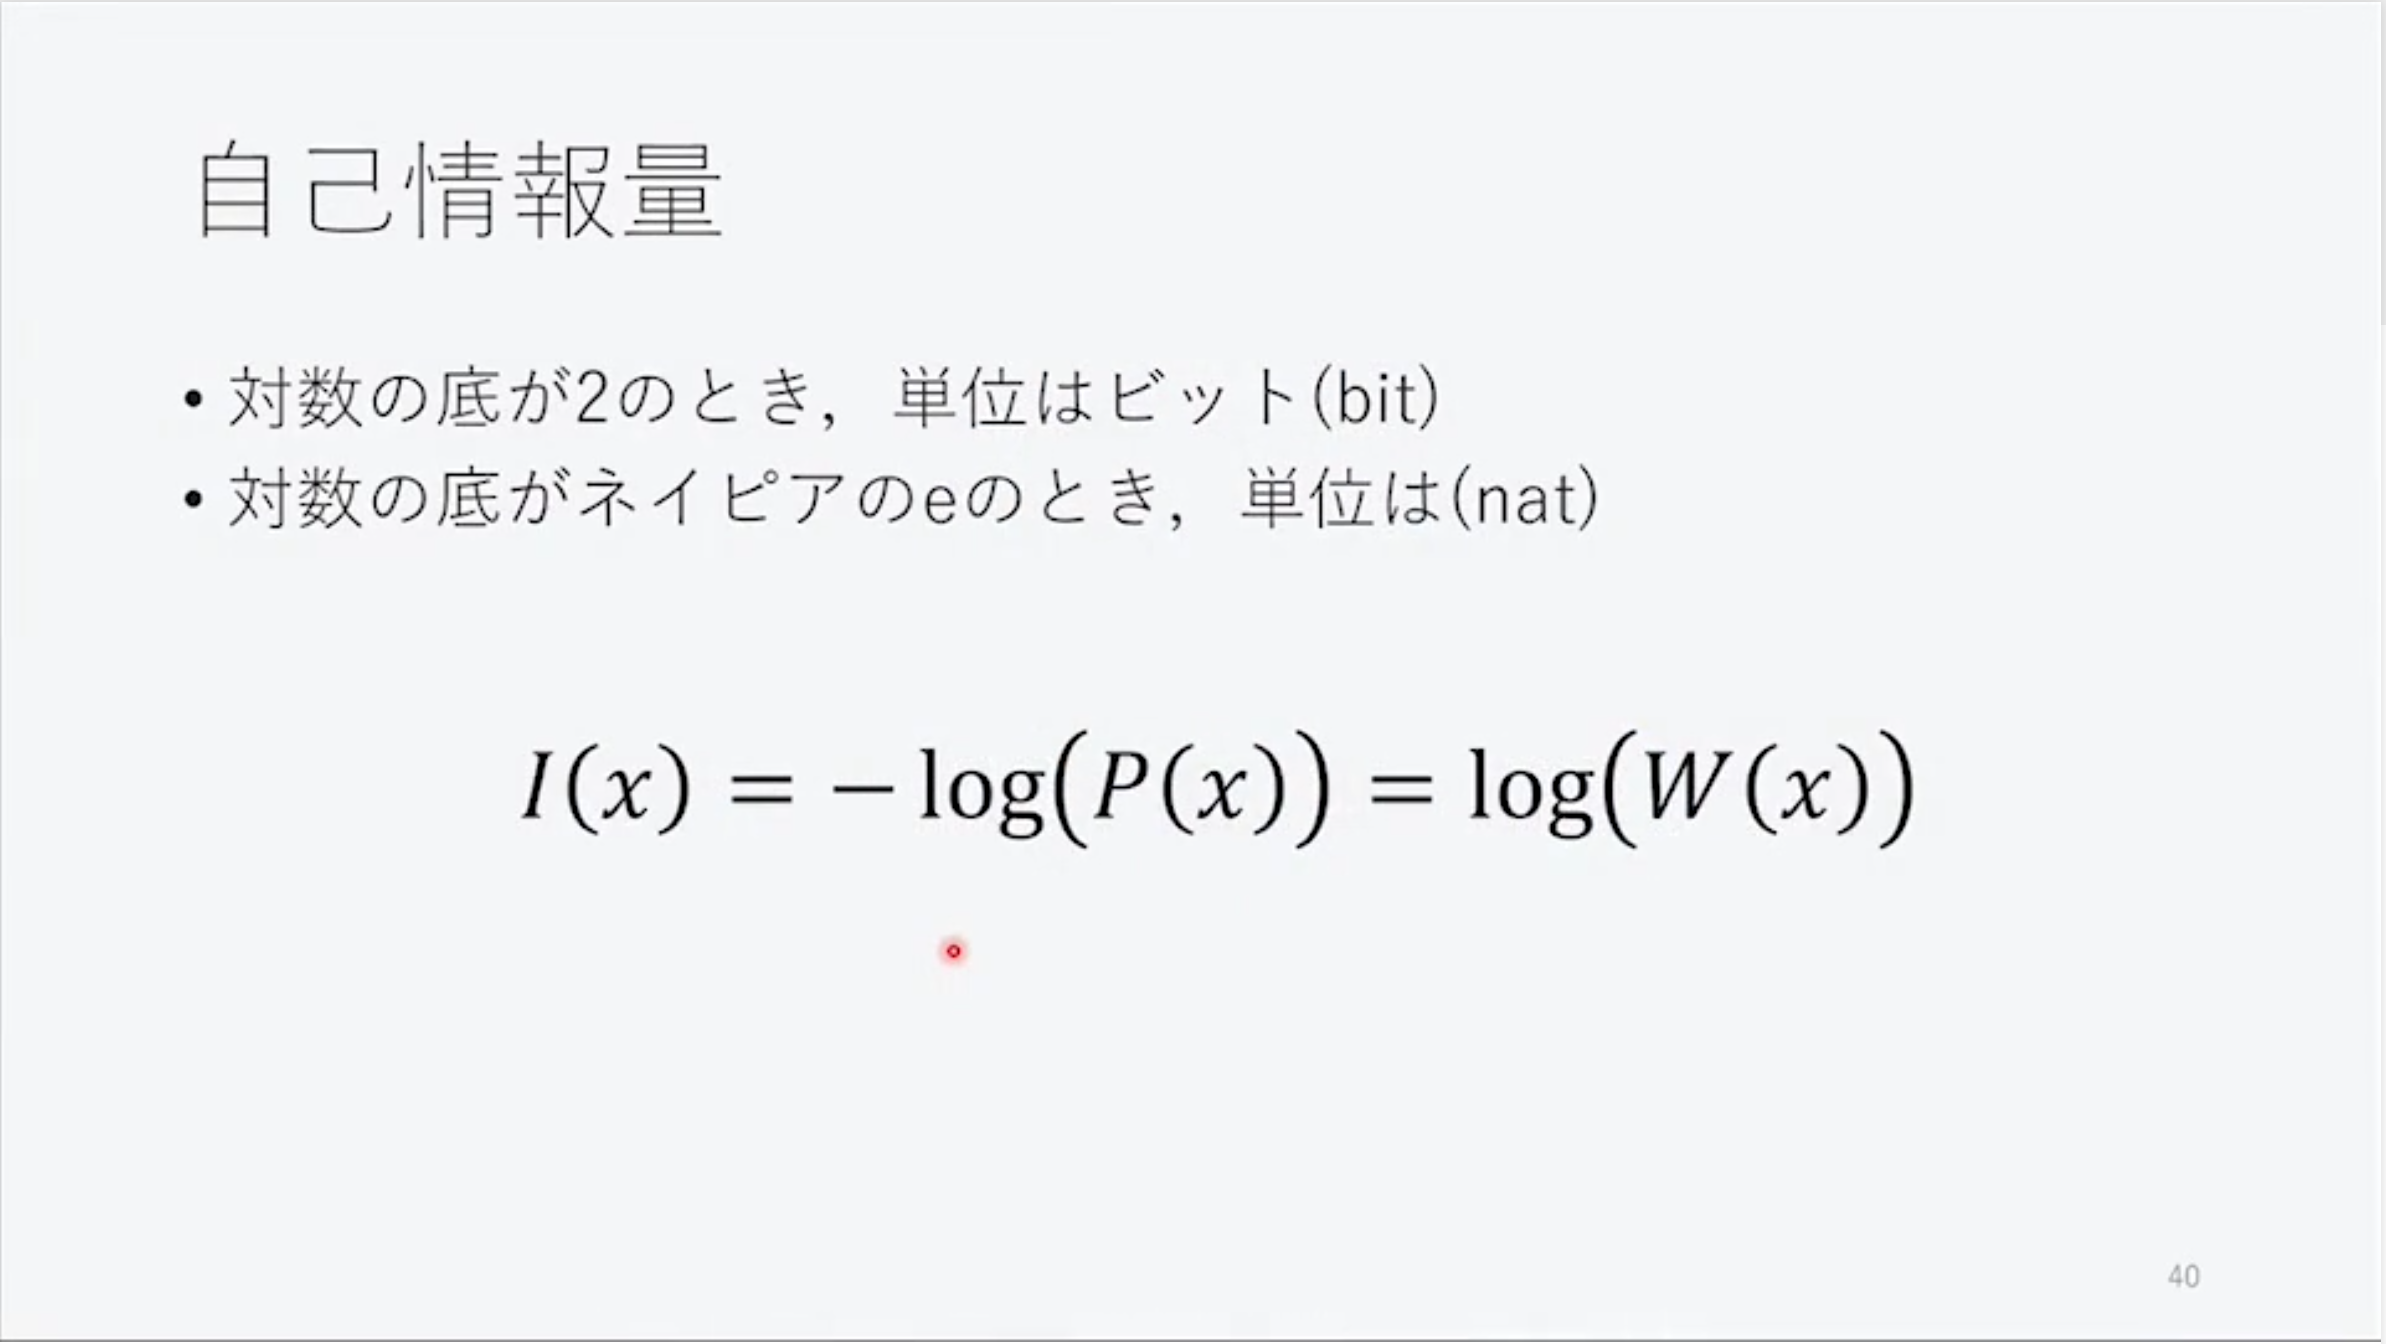 自己情報量
• 対数の底が2のとき，単位はビット(bit)
• 対数の底がネイピアのeのとき，単位は(nat)
I(x) = − log(P(x)) = log(W(x))
40